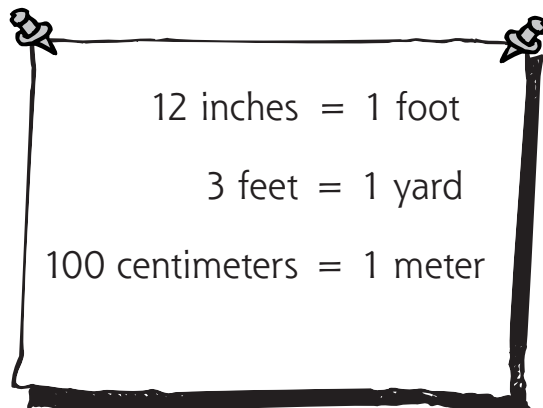 12 inches = 1 foot
3 feet = 1 yard
100 centimeters = 1 meter